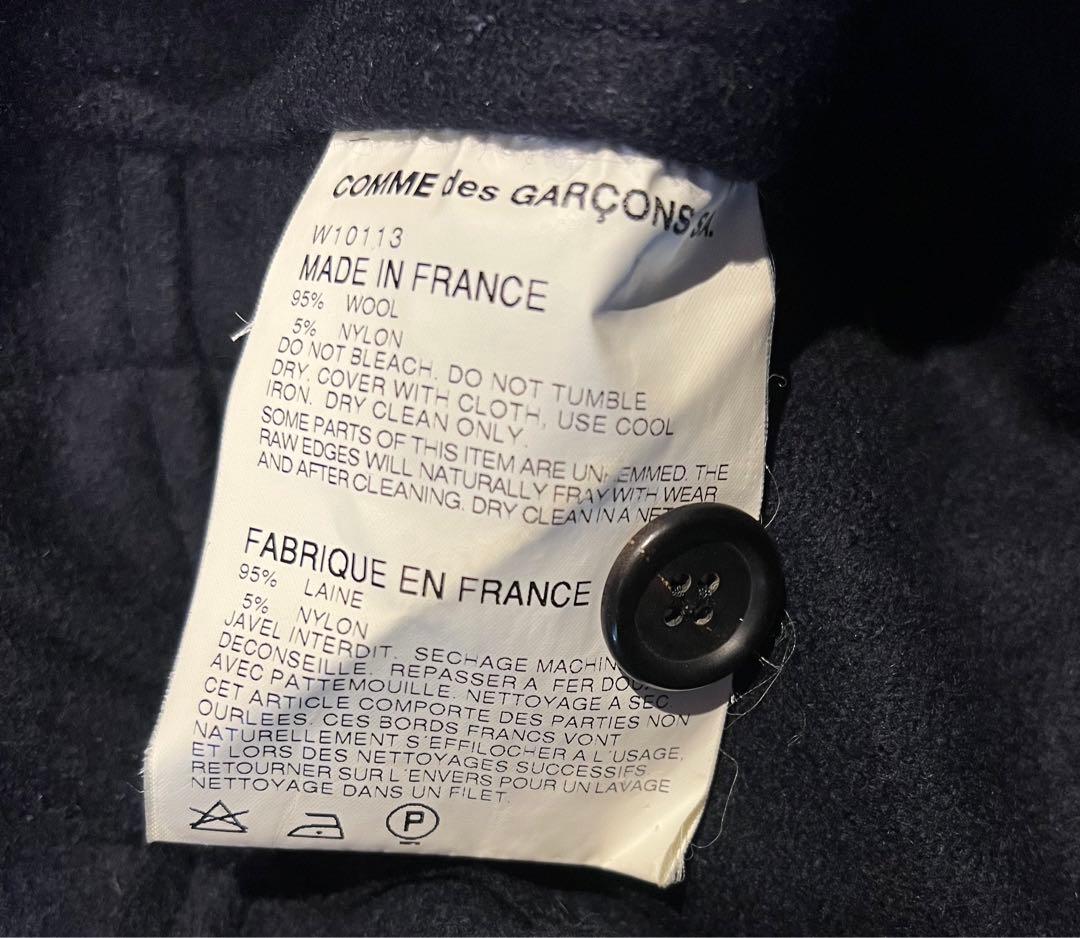 COMME des GARÇONS S.A.
W10113
MADE IN FRANCE
95% WOOL
5% NYLON
DO NOT BLEACH. DO NOT TUMBLE
DRY. COVER WITH CLOTH, USE COOL
IRON. DRY CLEAN ONLY.
SOME PARTS OF THIS ITEM ARE UNHEMMED. THE
RAW EDGES WILL NATURALLY FRAY WITH WEAR
AND AFTER CLEANING. DRY CLEAN IN A NET
FABRIQUE EN FRANCE
95% LAINE
5% NYLON
JAVEL INTERDIT. SECHAGE MACHIN
DECONSEILLE. REPASSER A FER DOUX
AVEC PATTEMOUILLE. NETTOYAGE A SEC.
CET ARTICLE COMPORTE DES PARTIES NON
OURLEES. CES BORDS FRANCS VONT
NATURELLEMENT S'EFFILOCHER A L'USAGE,
ET LORS DES NETTOYAGES SUCCESSIFS
RETOURNER SUR L'ENVERS POUR UN LAVAGE
NETTOYAGE DANS UN FILET.
P